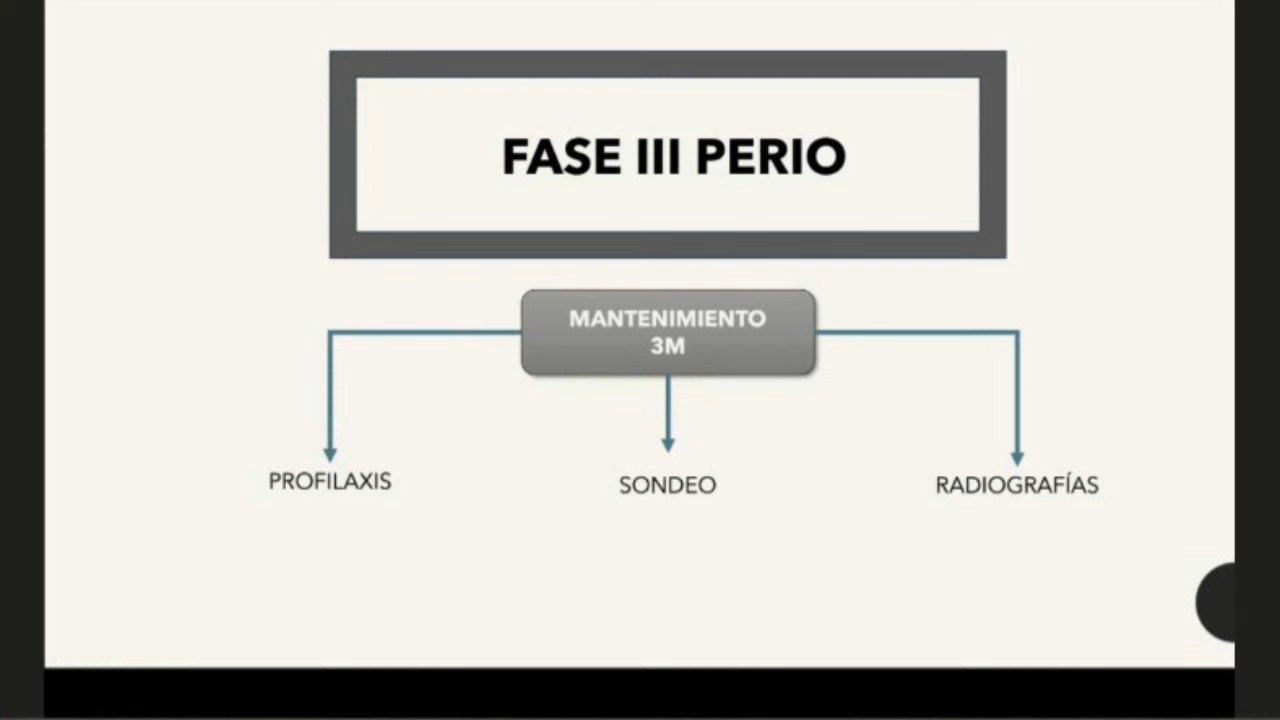 FASE III PERIO
MANTENIMIENTO
3M
PROFILAXIS
SONDEO
RADIOGRAFÍAS